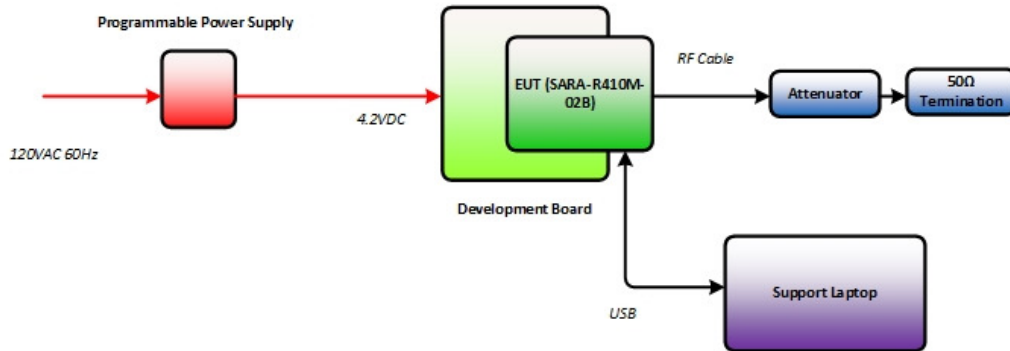 Programmable Power Supply
120VAC 60Hz
4.2VDC
EUT (SARA-R410M-
02B)
Development Board
RF Cable
Attenuator
50Ω
Termination
USB
Support Laptop